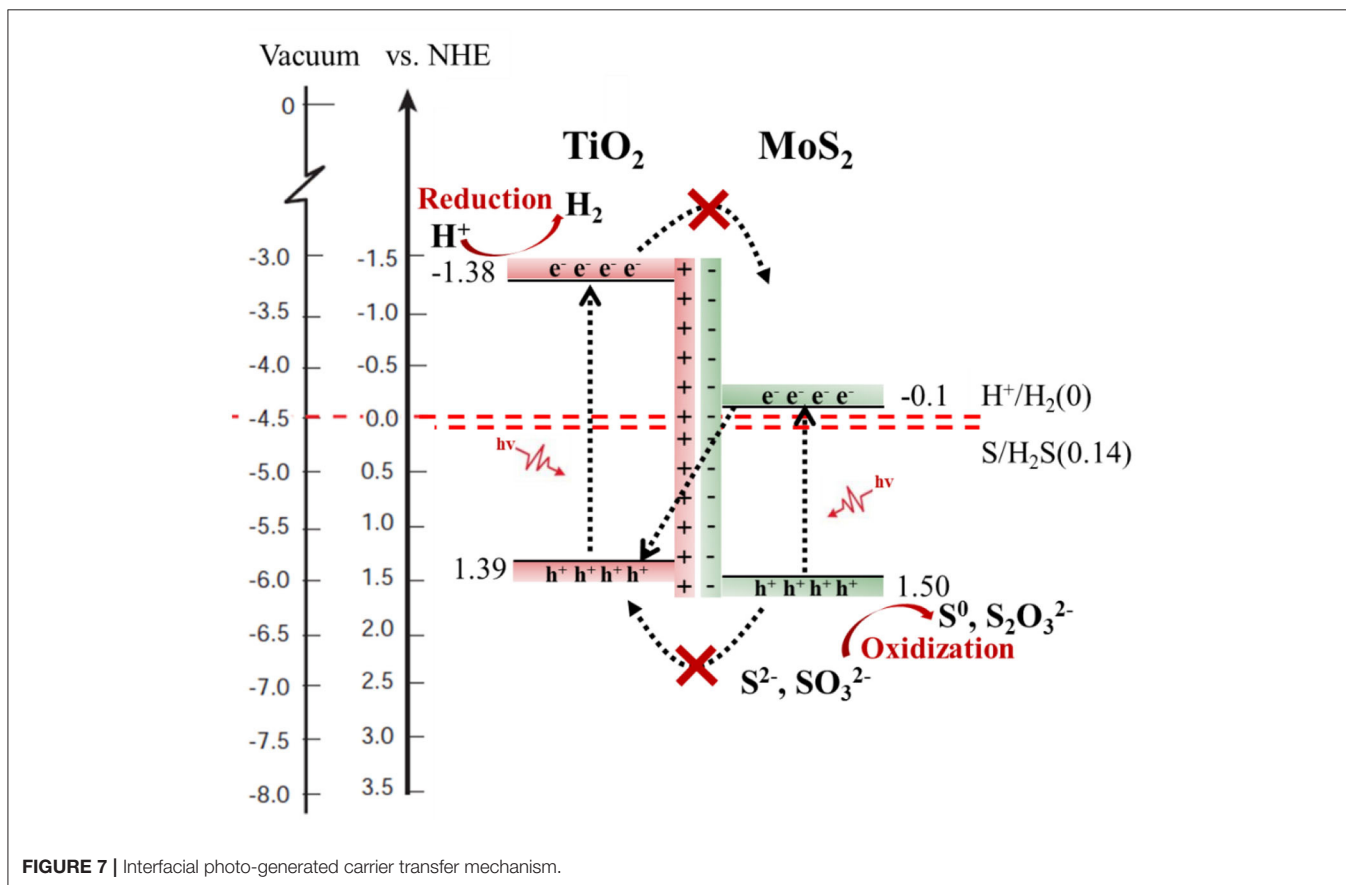 Vacuum vs. NHE
0
TiO₂ MoS₂
Reduction H₂
H⁺
-3.0 -1.5
-1.38 e⁻ e⁻ e⁻ e⁻ + -
-3.5 -1.0 + -
+ -
-4.0 -0.5 + -
+ -
e⁻ e⁻ e⁻ e⁻ -0.1 H⁺/H₂(0)
-4.5 0.0 + -
+ -
S/H₂S(0.14)
hv
-5.0 0.5 + -
hv
+ -
-5.5 1.0 + -
+ -
1.39 h⁺ h⁺ h⁺ h⁺
-6.0 1.5 + - h⁺ h⁺ h⁺ h⁺ 1.50
S⁰, S₂O₃²⁻
-6.5 2.0 Oxidization
S²⁻, SO₃²⁻
-7.0 2.5
-7.5 3.0
-8.0 3.5
FIGURE 7 | Interfacial photo-generated carrier transfer mechanism.